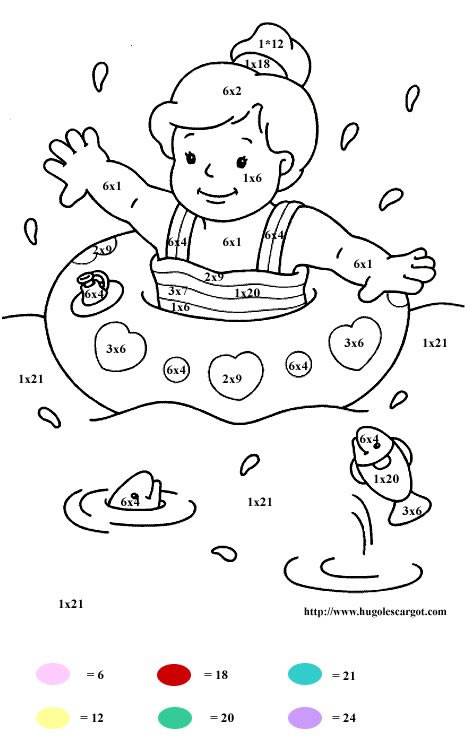 1*12
1x18
6x2
1x6
6x1
6x4 6x1 6x4
2x9
6x1
2x9
6x4
3x7 1x20
1x6
3x6 3x6 1x21
6x4 6x4
1x21 2x9
6x4
1x20
6x4 1x21 3x6
1x21
http://www.hugolescargot.com
= 6 = 18 = 21
= 12 = 20 = 24